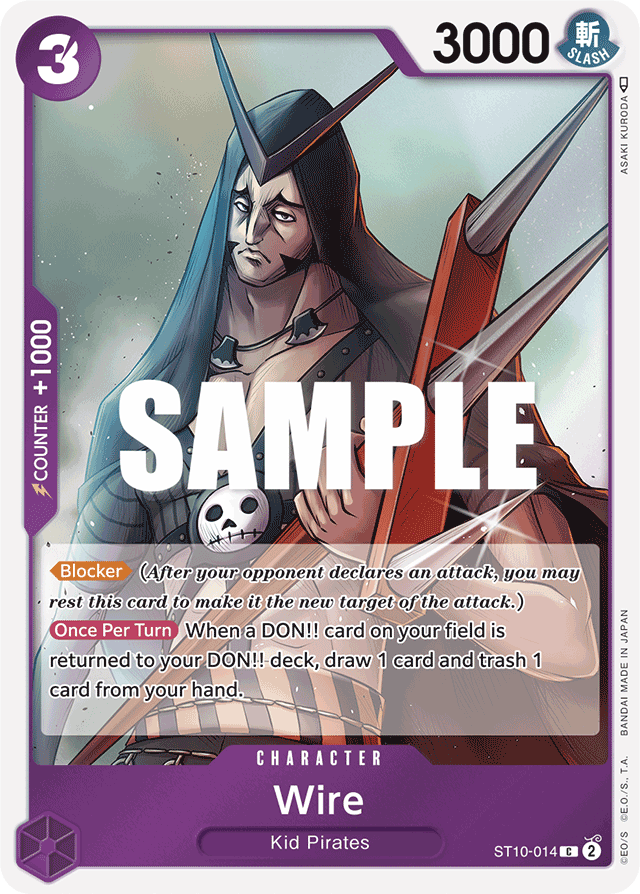 3
3000
斬
SLASH
ASAKI KURODA
COUNTER +1000
SAMPLE
Blocker (After your opponent declares an attack, you may
rest this card to make it the new target of the attack.)
Once Per Turn When a DON!! card on your field is
returned to your DON!! deck, draw 1 card and trash 1
card from your hand.
CHARACTER
Wire
Kid Pirates
ST10-014 C 2
©E.O/S ©E.O./S., T.A. BANDAI MADE IN JAPAN